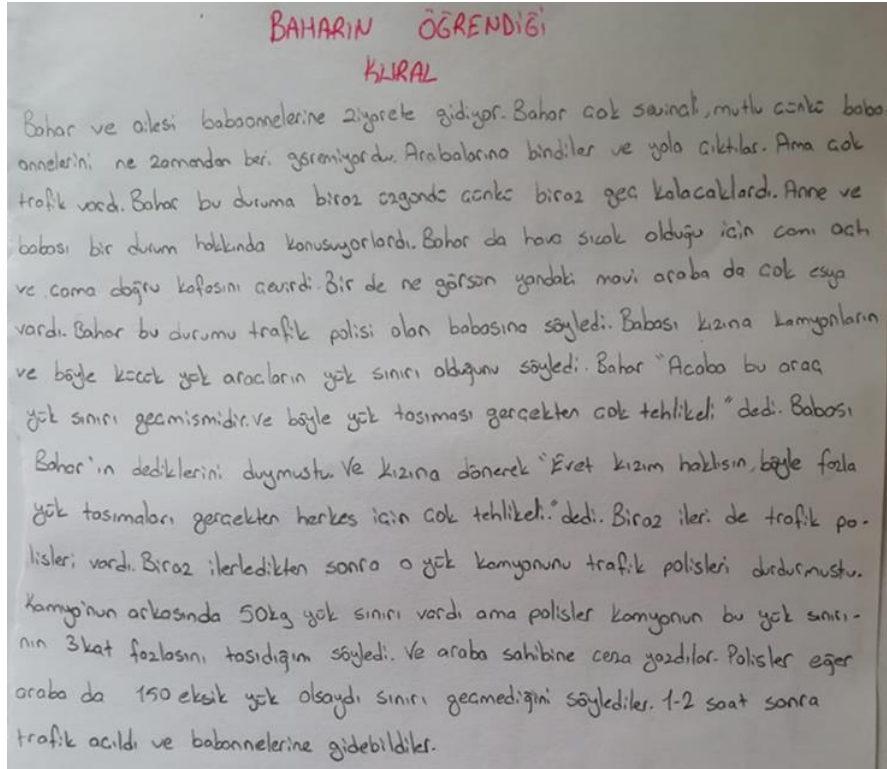 BAHARIN ÖĞRENDİĞİ
KURAL
Bahar ve ailesi babaannelerine ziyarete gidiyor. Bahar çok sevinçli, mutlu çünkü baba
annelerini ne zamandan beri göremiyordu. Arabalarına bindiler ve yola çıktılar. Ama çok
trafik vardı. Bahar bu duruma biraz üzgündü çünkü biraz geç kalacaklardı. Anne ve
babası bir durum hakkında konuşuyorlardı. Bahar da hava sıcak olduğu için camı açtı
ve cama doğru kafasını çevirdi. Bir de ne görsün yandaki mavi araba da çok eşya
vardı. Bahar bu durumu trafik polisi olan babasına söyledi. Babası kızına kamyonların
ve böyle küçük yük araçların yük sınırı olduğunu söyledi. Bahar "Acaba bu araç
yük sınırı geçmişmidir. ve böyle yük taşıması gerçekten çok tehlikeli" dedi. Babası
Bahar'ın dediklerini duymuştu. Ve kızına dönerek "Evet kızım haklısın, böyle fazla
yük taşımaları gerçekten herkes için çok tehlikeli." dedi. Biraz ileri de trafik po-
lisleri vardı. Biraz ilerledikten sonra o yük kamyonunu trafik polisleri durdurmuştu.
Kamyo'nun arkasında 50kg yük sınırı vardı ama polisler kamyonun bu yük sınırı-
nın 3 kat fazlasını taşıdığını söyledi. Ve araba sahibine ceza yazdılar. Polisler eğer
araba da 150 eksik yük olsaydı sınırı geçmediğini söylediler. 1-2 saat sonra
trafik açıldı ve babannelerine gidebildiler.